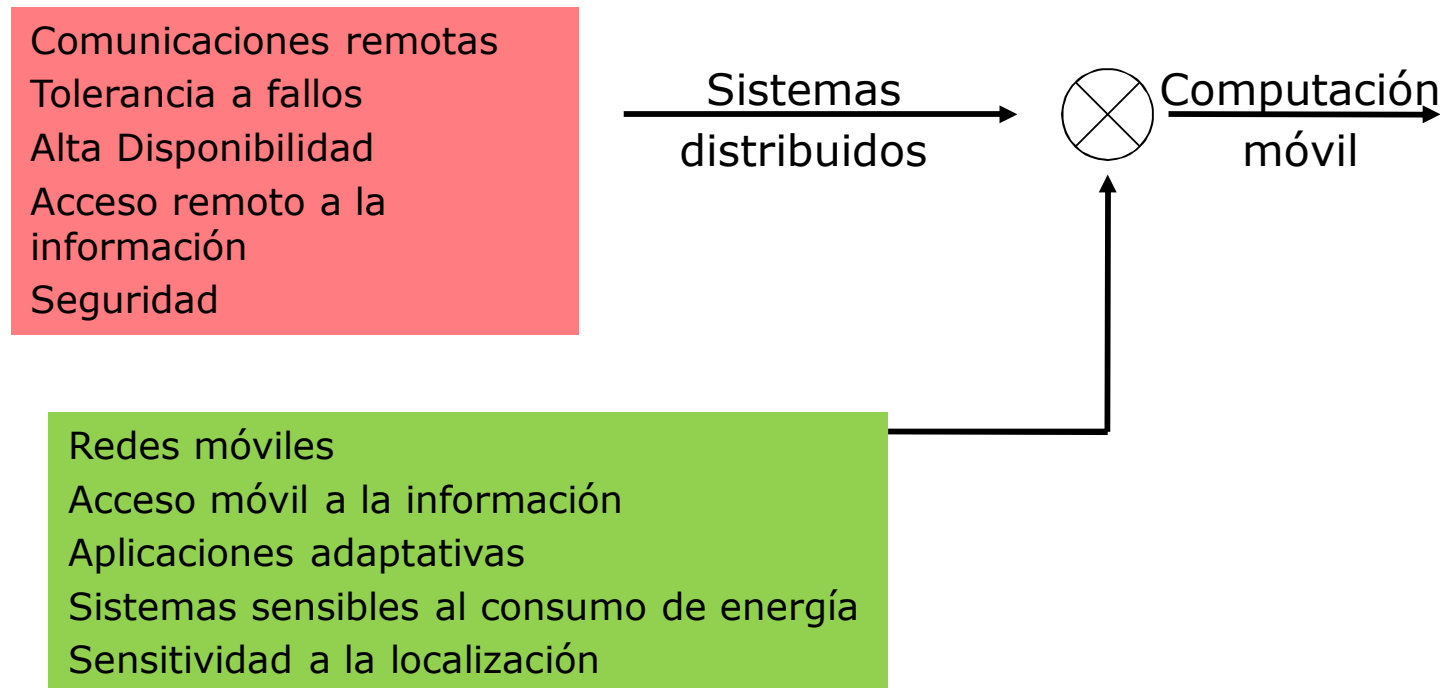 Comunicaciones remotas
Tolerancia a fallos
Alta Disponibilidad
Acceso remoto a la
información
Seguridad
Sistemas
distribuidos
Computación
móvil
Redes móviles
Acceso móvil a la información
Aplicaciones adaptativas
Sistemas sensibles al consumo de energía
Sensitividad a la localización